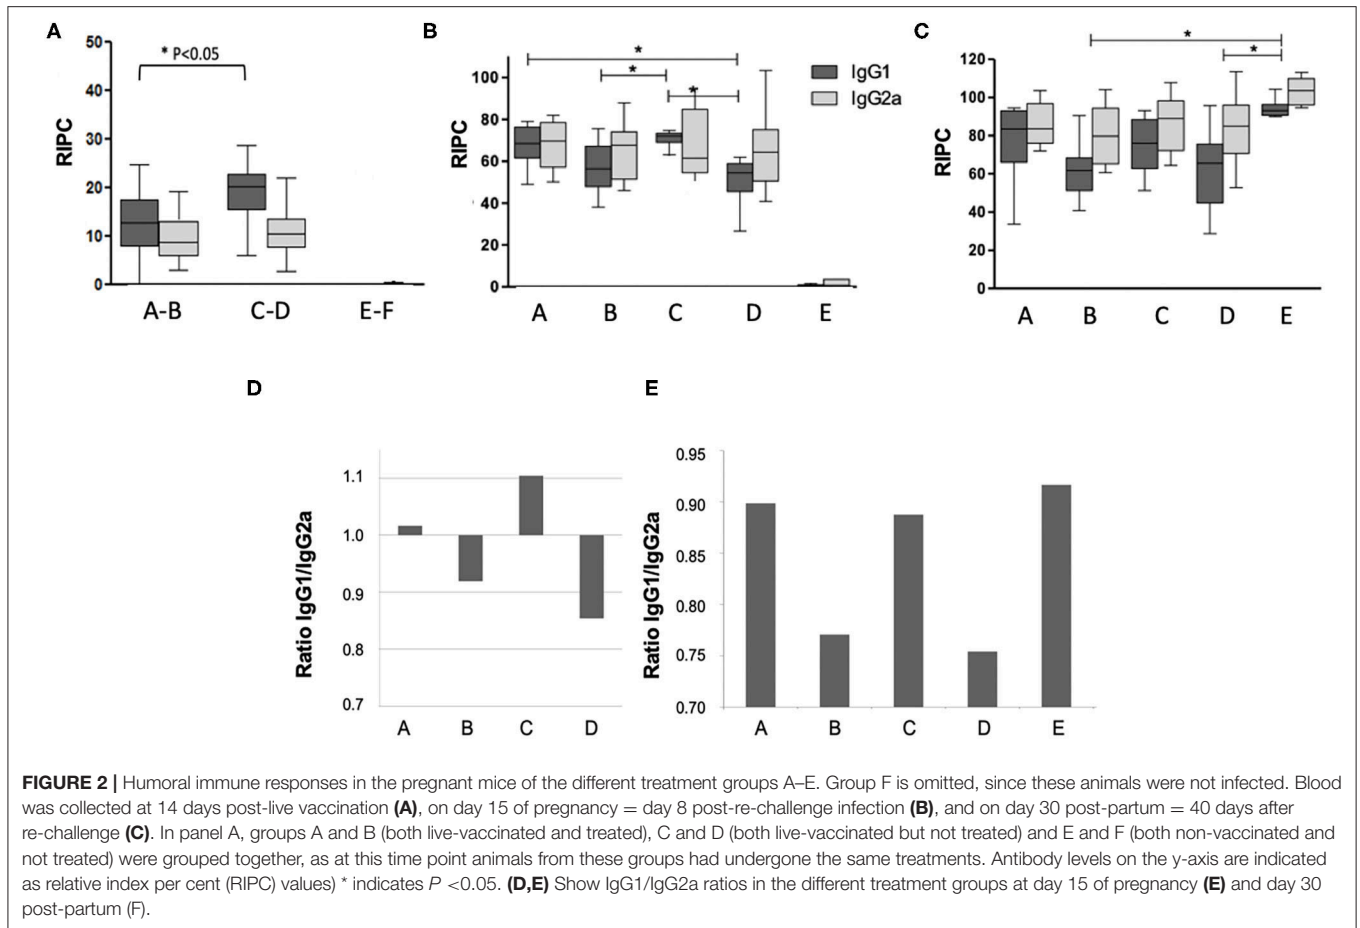 A
B
C
50
40
30
20
10
0
RIPC
* P<0.05
A-B
C-D
E-F
100
80
60
40
20
0
RIPC
*
*
*
A
B
C
D
E
IgG1
IgG2a
120
100
80
60
40
20
0
RIPC
*
*
A
B
C
D
E
D
E
1.1
1.0
0.9
0.8
0.7
Ratio IgG1/IgG2a
A
B
C
D
0.95
0.90
0.85
0.80
0.75
0.70
Ratio IgG1/IgG2a
A
B
C
D
E
FIGURE 2 | Humoral immune responses in the pregnant mice of the different treatment groups A–E. Group F is omitted, since these animals were not infected. Blood
was collected at 14 days post-live vaccination (A), on day 15 of pregnancy = day 8 post-re-challenge infection (B), and on day 30 post-partum = 40 days after
re-challenge (C). In panel A, groups A and B (both live-vaccinated and treated), C and D (both live-vaccinated but not treated) and E and F (both non-vaccinated and
not treated) were grouped together, as at this time point animals from these groups had undergone the same treatments. Antibody levels on the y-axis are indicated
as relative index per cent (RIPC) values) * indicates P <0.05. (D,E) Show IgG1/IgG2a ratios in the different treatment groups at day 15 of pregnancy (E) and day 30
post-partum (F).